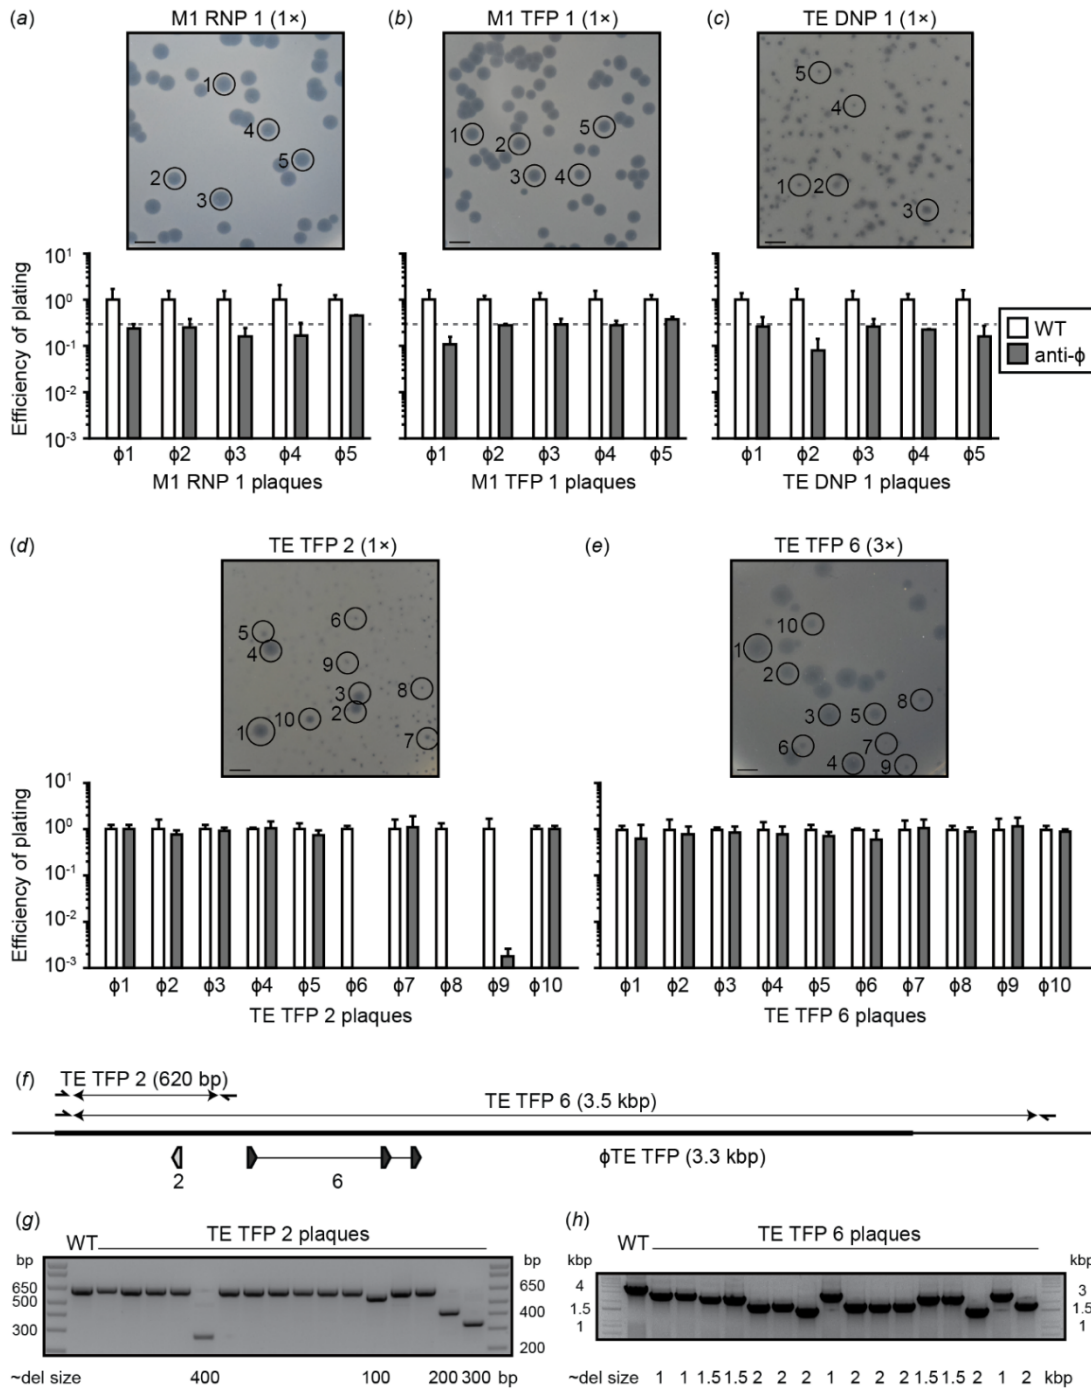 (a) M1 RNP 1 (1×)
1
4
5
2
3
Efficiency of plating
10¹
10⁰
10⁻¹
10⁻²
10⁻³
ϕ1 ϕ2 ϕ3 ϕ4 ϕ5
M1 RNP 1 plaques
(b) M1 TFP 1 (1×)
1
5
2
3 4
ϕ1 ϕ2 ϕ3 ϕ4 ϕ5
M1 TFP 1 plaques
(c) TE DNP 1 (1×)
5
4
1 2
3
ϕ1 ϕ2 ϕ3 ϕ4 ϕ5
TE DNP 1 plaques
WT
anti-ϕ
(d) TE TFP 2 (1×)
6
5
4
9
3 8
2
10
1
7
Efficiency of plating
10¹
10⁰
10⁻¹
10⁻²
10⁻³
ϕ1 ϕ2 ϕ3 ϕ4 ϕ5 ϕ6 ϕ7 ϕ8 ϕ9 ϕ10
TE TFP 2 plaques
(e) TE TFP 6 (3×)
10
1
2
8
3 5
6 7
4 9
ϕ1 ϕ2 ϕ3 ϕ4 ϕ5 ϕ6 ϕ7 ϕ8 ϕ9 ϕ10
TE TFP 6 plaques
(f) TE TFP 2 (620 bp)
TE TFP 6 (3.5 kbp)
2
6
ϕTE TFP (3.3 kbp)
(g) TE TFP 2 plaques
WT
bp bp
650 650
500
400
300
200
~del size 400 100 200 300 bp
(h) TE TFP 6 plaques
WT
kbp kbp
4 3
1.5 1.5
1 1
~del size 1 1 1.5 1.5 2 2 2 1 2 2 2 1.5 1.5 2 1 2 kbp